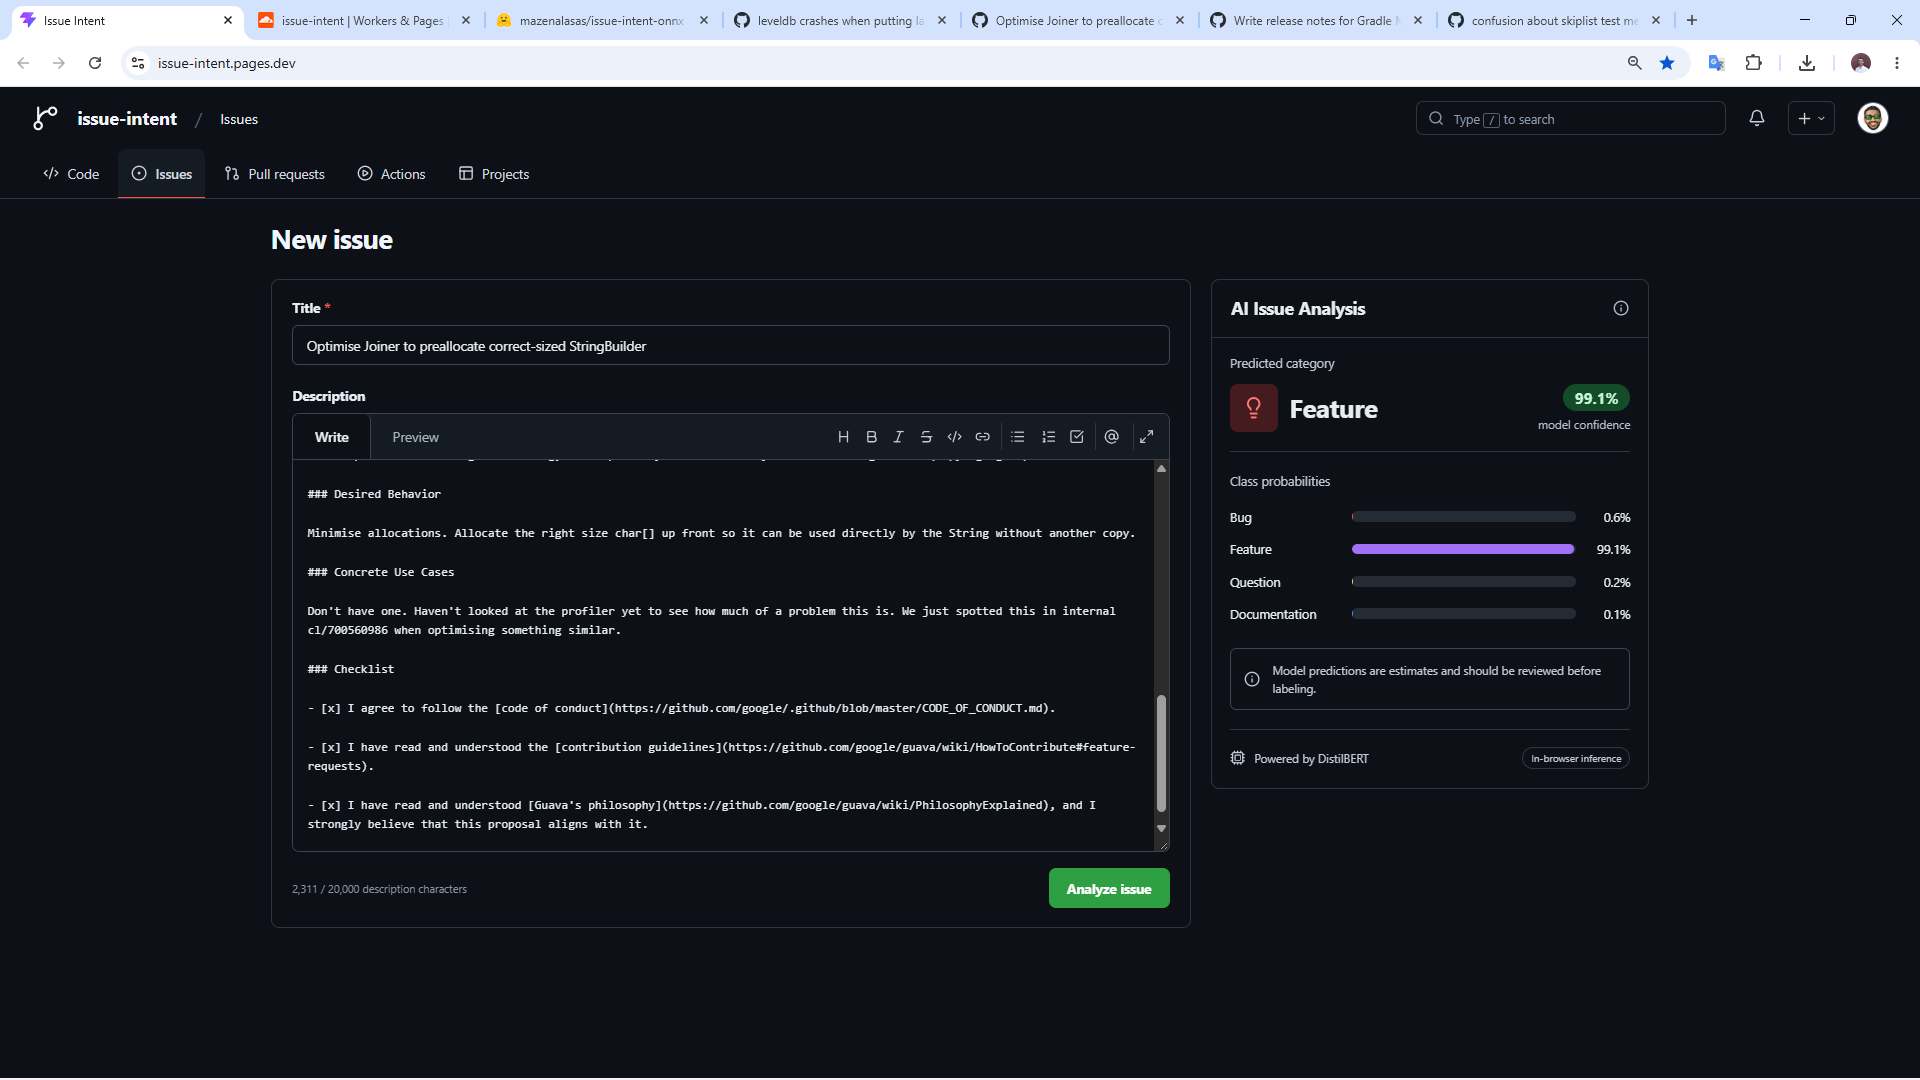 Issue Intent
issue-intent | Workers & Pages
mazenalasas/issue-intent-onnx
leveldb crashes when putting la
Optimise Joiner to preallocate c
Write release notes for Gradle
confusion about skiplist test me
issue-intent.pages.dev
issue-intent / Issues
Type / to search
Code
Issues
Pull requests
Actions
Projects
New issue
Title *
Optimise Joiner to preallocate correct-sized StringBuilder
Description
Write
Preview
### Desired Behavior
Minimise allocations. Allocate the right size char[] up front so it can be used directly by the String without another copy.
### Concrete Use Cases
Don't have one. Haven't looked at the profiler yet to see how much of a problem this is. We just spotted this in internal
cl/700560986 when optimising something similar.
### Checklist
- [x] I agree to follow the [code of conduct](https://github.com/google/.github/blob/master/CODE_OF_CONDUCT.md).
- [x] I have read and understood the [contribution guidelines](https://github.com/google/guava/wiki/HowToContribute#feature-
requests).
- [x] I have read and understood [Guava's philosophy](https://github.com/google/guava/wiki/PhilosophyExplained), and I
strongly believe that this proposal aligns with it.
2,311 / 20,000 description characters
Analyze issue
AI Issue Analysis
Predicted category
Feature
99.1%
model confidence
Class probabilities
Bug 0.6%
Feature 99.1%
Question 0.2%
Documentation 0.1%
Model predictions are estimates and should be reviewed before
labeling.
Powered by DistilBERT
In-browser inference